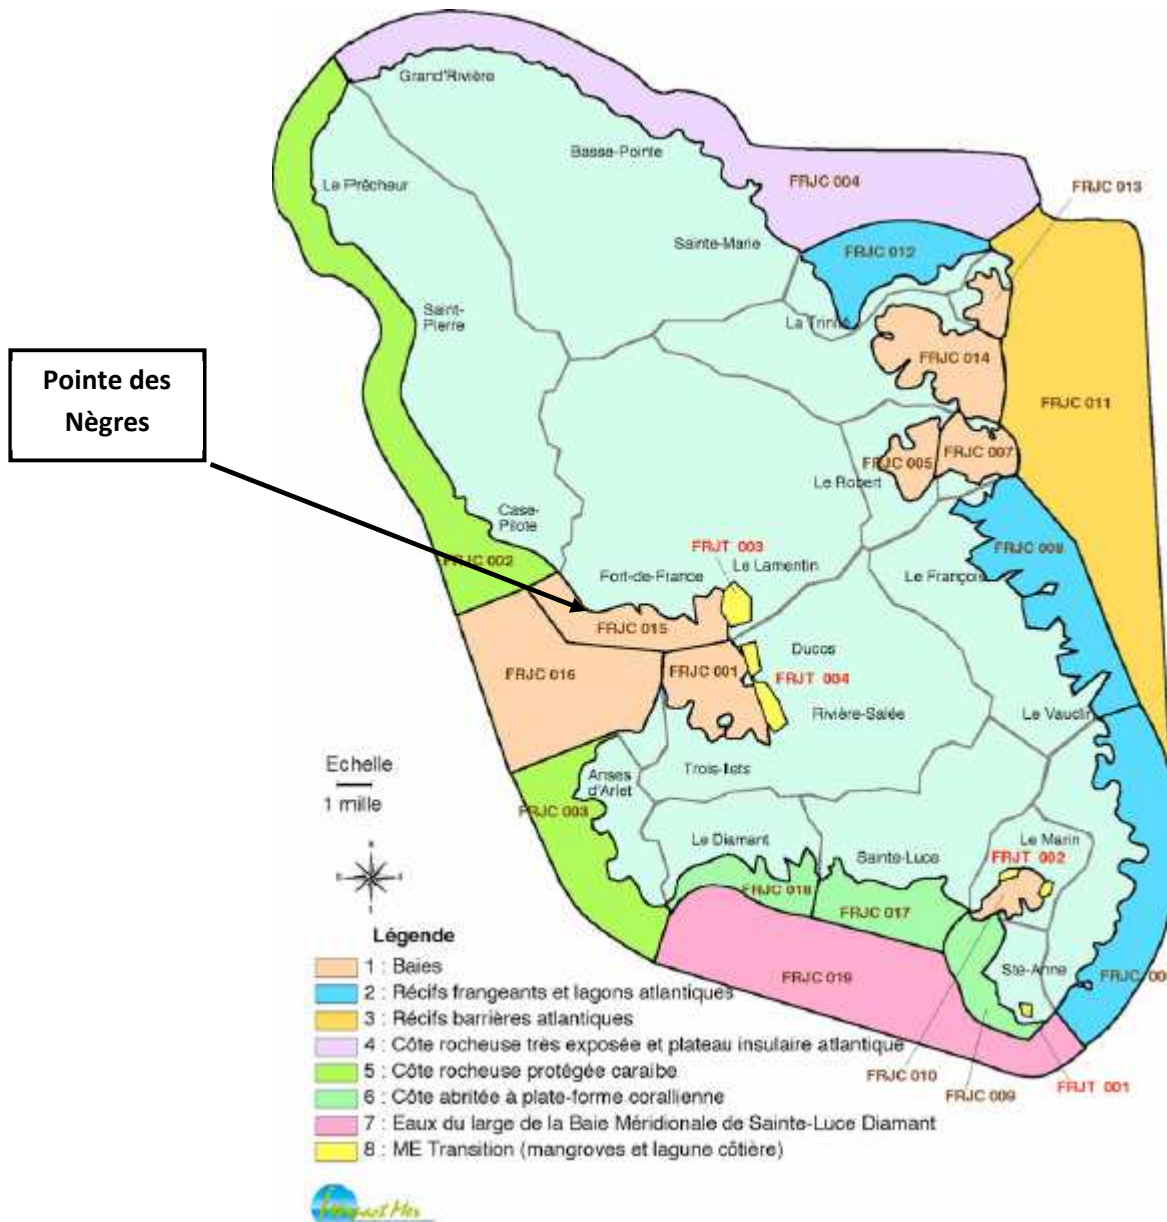 Grand'Rivière
Basse-Pointe
FRJC 004
FRJC 013
Le Prêcheur
Sainte-Marie
FRJC 012
Saint-
Pierre
La Trinité
FRJC 014
Pointe des
Nègres
FRJC 011
FRJC 005
FRJC 007
Le Robert
Case-
Pilote
FRJC 002
FRJT 003
Le Lamentin
Fort-de-France
FRJC 008
Le François
FRJC 015
Ducos
FRJC 016
FRJC 001
FRJT 004
Rivière-Salée
Le Vauclin
Echelle
1 mille
Trois-Ilets
Anses
d'Arlet
FRJC 003
Le Diamant
Sainte-Luce
Le Marin
FRJT 002
FRJC 018
FRJC 017
Légende
Ste-Anne
FRJC 019
1 : Baies
2 : Récifs frangeants et lagons atlantiques
3 : Récifs barrières atlantiques
4 : Côte rocheuse très exposée et plateau insulaire atlantique
5 : Côte rocheuse protégée caraïbe
6 : Côte abritée à plate-forme corallienne
7 : Eaux du large de la Baie Méridionale de Sainte-Luce Diamant
8 : ME Transition (mangroves et lagune côtière)
FRJC 010
FRJC 009
FRJT 001
Impact Mer